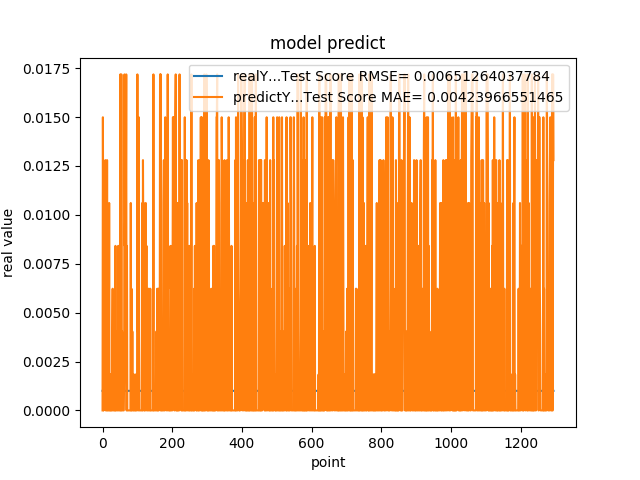 model predict
realY...Test Score RMSE= 0.00651264037784
predictY...Test Score MAE= 0.00423966551465
0.0175
0.0150
0.0125
0.0100
0.0075
0.0050
0.0025
0.0000
real value
0 200 400 600 800 1000 1200
point